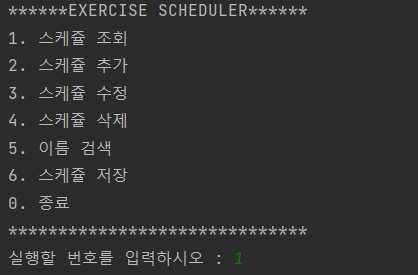 ******EXERCISE SCHEDULER******
1. 스케쥴 조회
2. 스케쥴 추가
3. 스케쥴 수정
4. 스케쥴 삭제
5. 이름 검색
6. 스케쥴 저장
0. 종료
******************************
실행할 번호를 입력하시오 : 1